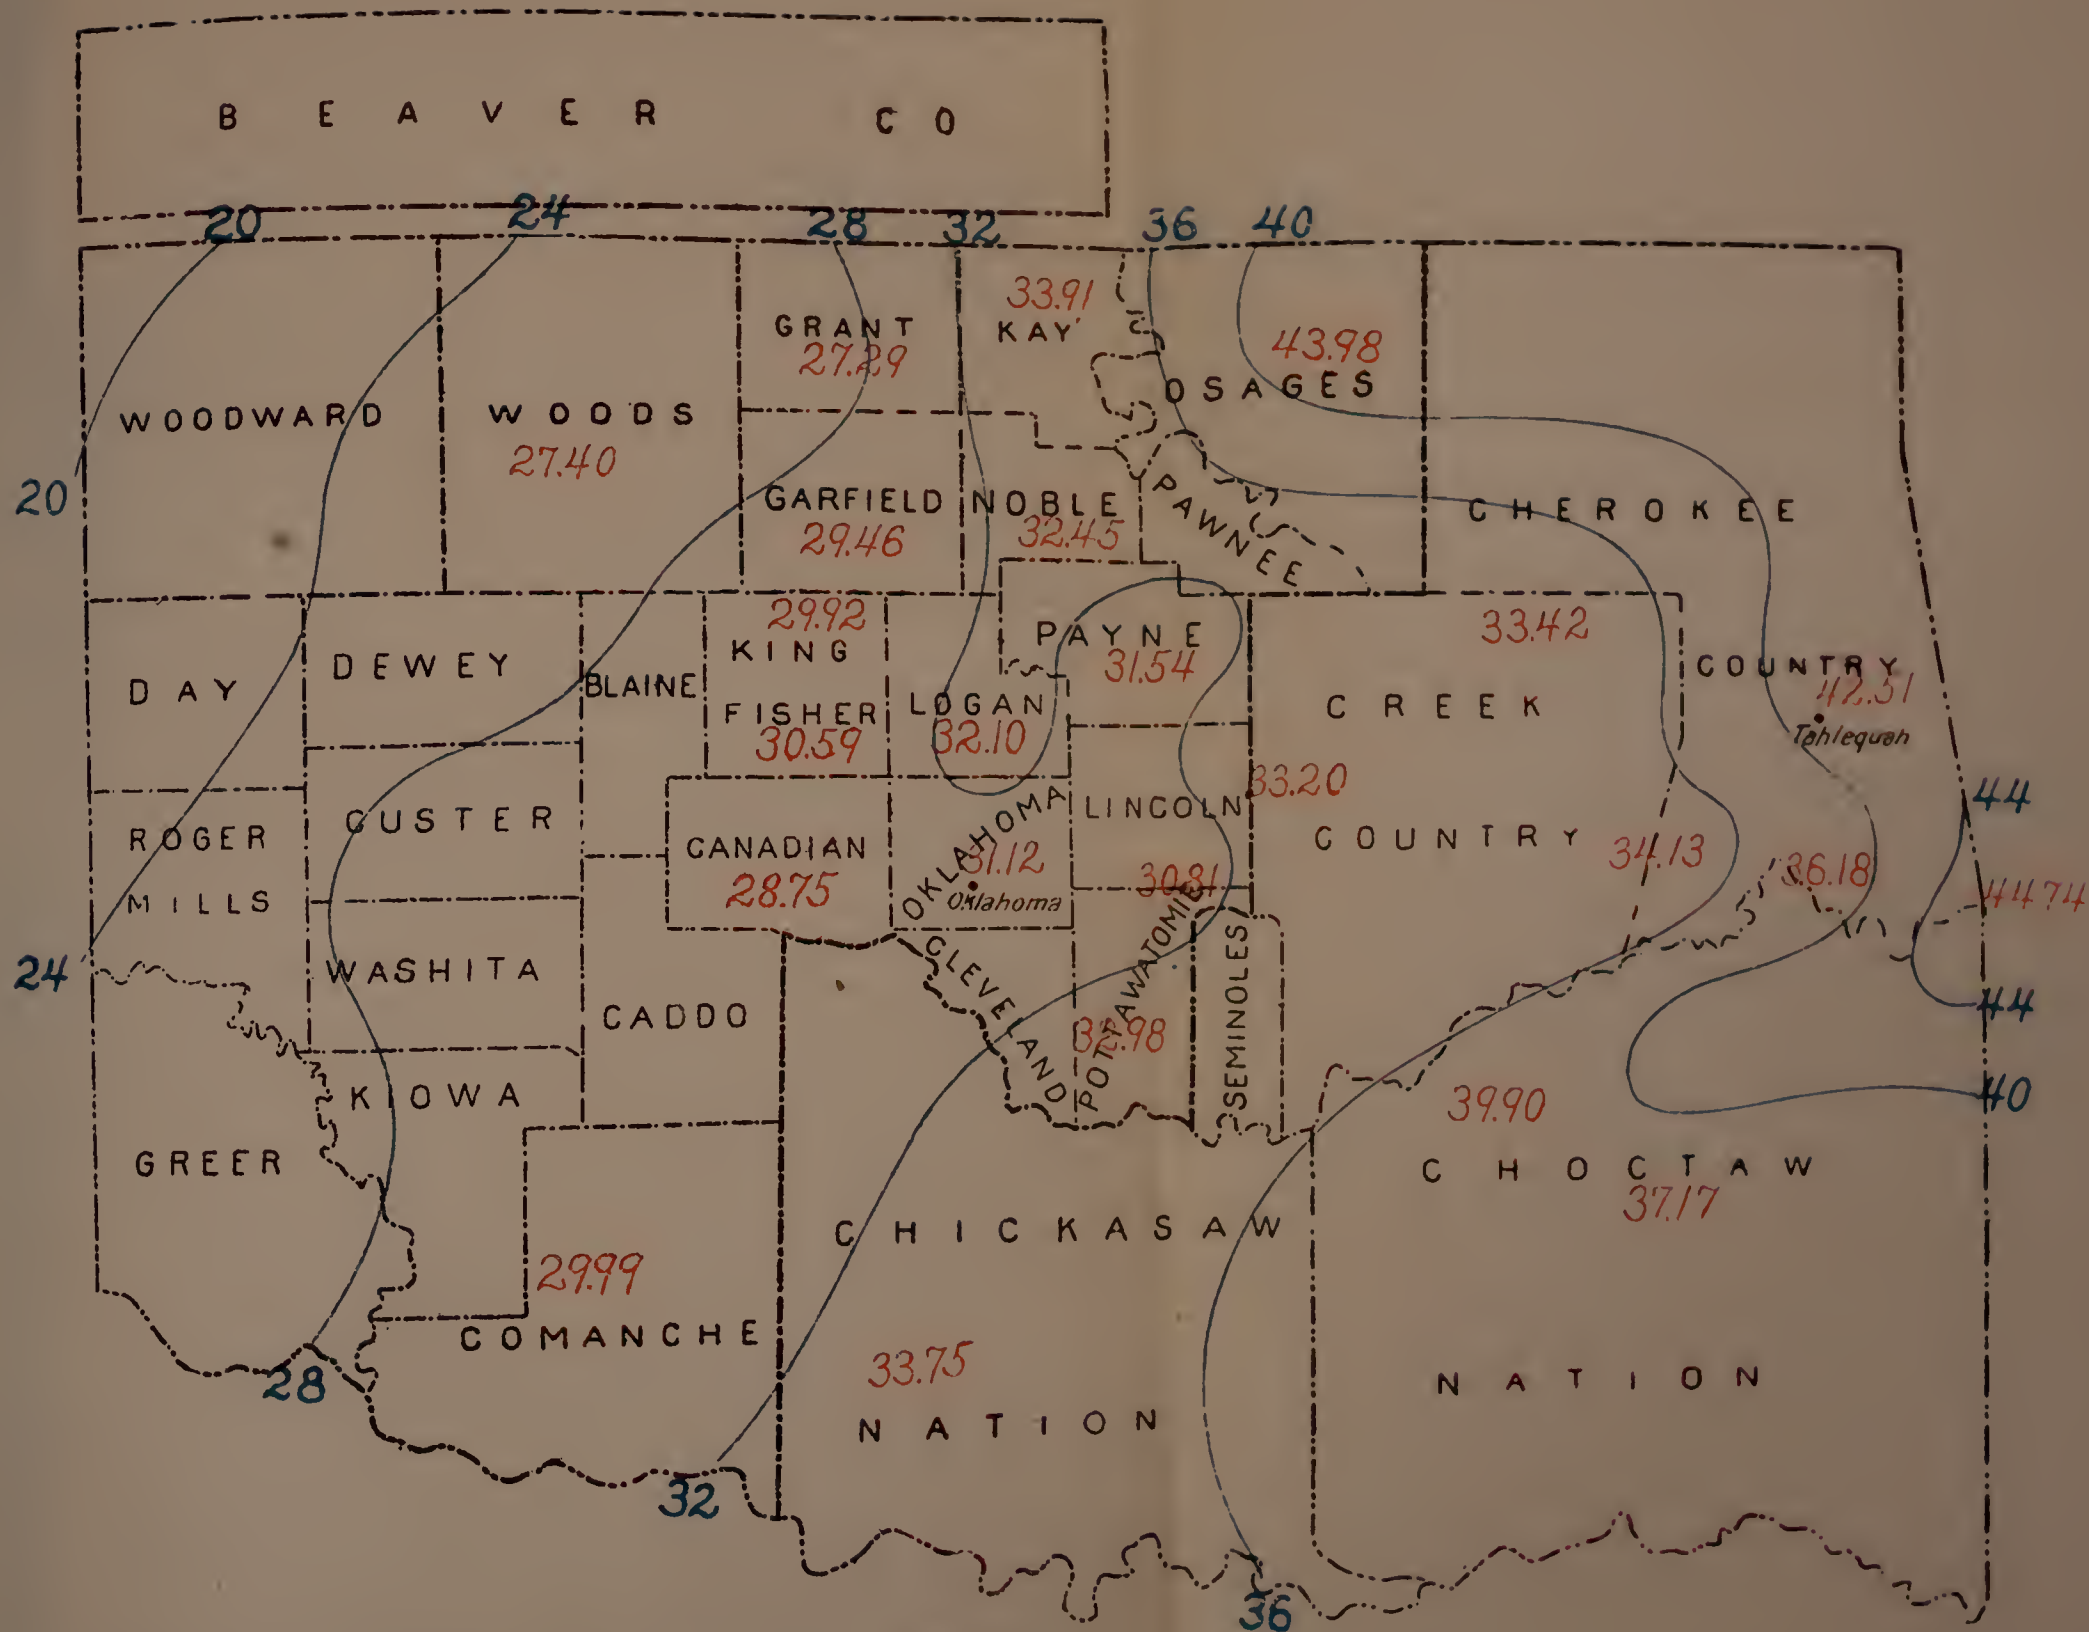 BEAVER CO
20 24 28 32 36 40
33.91
GRANT
KAY
27.29
43.98
OSAGES
WOODWARD
WOODS
27.40
20
GARFIELD
NOBLE
CHEROKEE
29.46
32.45
PAWNEE
29.92
33.42
KING
PAYNE
31.54
DAY
DEWEY
BLAINE
COUNTRY
42.51
FISHER
LOGAN
CREEK
30.59
32.10
Tahlequah
33.20
44
ROGER
CUSTER
LINCOLN
COUNTRY
CANADIAN
OKLAHOMA
31.12
34.13
36.18
28.75
Oklahoma
30.81
44.74
MILLS
24
WASHITA
CLEVELAND
POTTAWATOMIE
SEMINOLES
44
CADDO
32.98
KIOWA
39.90
40
GREER
CHOCTAW
37.17
CHICKASAW
29.99
COMANCHE
33.75
28
NATION
NATION
32
36